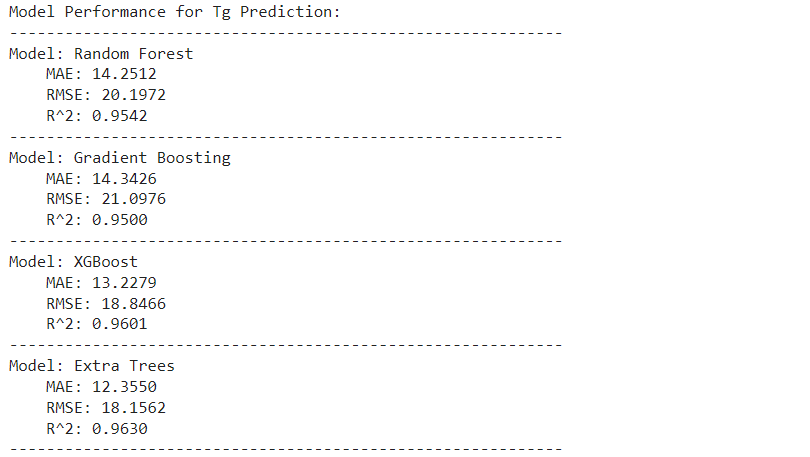 Model Performance for Tg Prediction:
------------------------------------------------------------
Model: Random Forest
    MAE: 14.2512
    RMSE: 20.1972
    R^2: 0.9542
------------------------------------------------------------
Model: Gradient Boosting
    MAE: 14.3426
    RMSE: 21.0976
    R^2: 0.9500
------------------------------------------------------------
Model: XGBoost
    MAE: 13.2279
    RMSE: 18.8466
    R^2: 0.9601
------------------------------------------------------------
Model: Extra Trees
    MAE: 12.3550
    RMSE: 18.1562
    R^2: 0.9630
------------------------------------------------------------